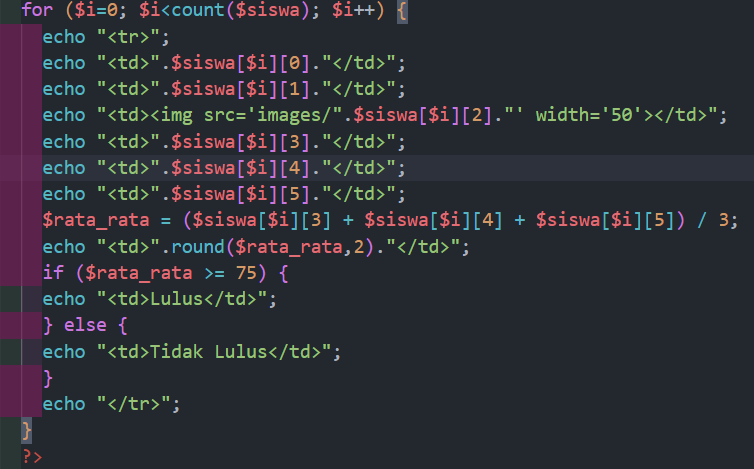 for ($i=0; $i<count($siswa); $i++) {
echo "<tr>";
echo "<td>".$siswa[$i][0]."</td>";
echo "<td>".$siswa[$i][1]."</td>";
echo "<td><img src='images/".$siswa[$i][2]."' width='50'></td>";
echo "<td>".$siswa[$i][3]."</td>";
echo "<td>".$siswa[$i][4]."</td>";
echo "<td>".$siswa[$i][5]."</td>";
$rata_rata = ($siswa[$i][3] + $siswa[$i][4] + $siswa[$i][5]) / 3;
echo "<td>".round($rata_rata,2)."</td>";
if ($rata_rata >= 75) {
echo "<td>Lulus</td>";
} else {
echo "<td>Tidak Lulus</td>";
}
echo "</tr>";
}
?>